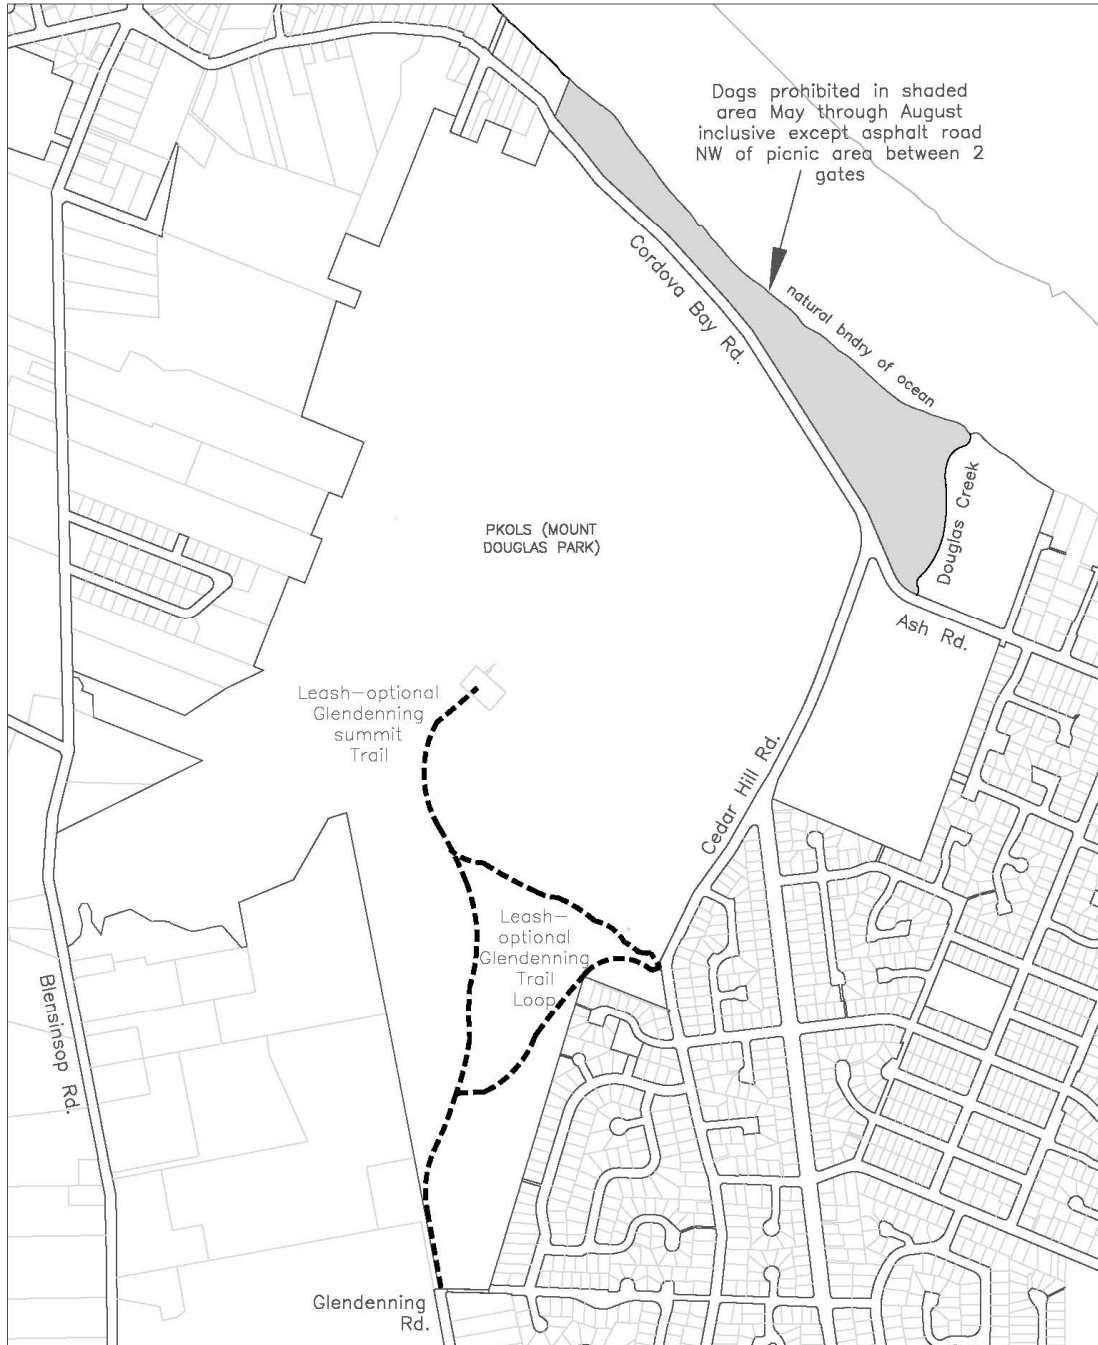 Dogs prohibited in shaded
area May through August
inclusive except asphalt road
NW of picnic area between 2
gates
Cordova Bay Rd.
natural bndry of ocean
Douglas Creek
PKOLS (MOUNT
DOUGLAS PARK)
Ash Rd.
Leash-optional
Glendenning
summit
Trail
Cedar Hill Rd.
Leash-
optional
Glendenning
Trail
Loop
Blensinsop Rd.
Glendenning
Rd.